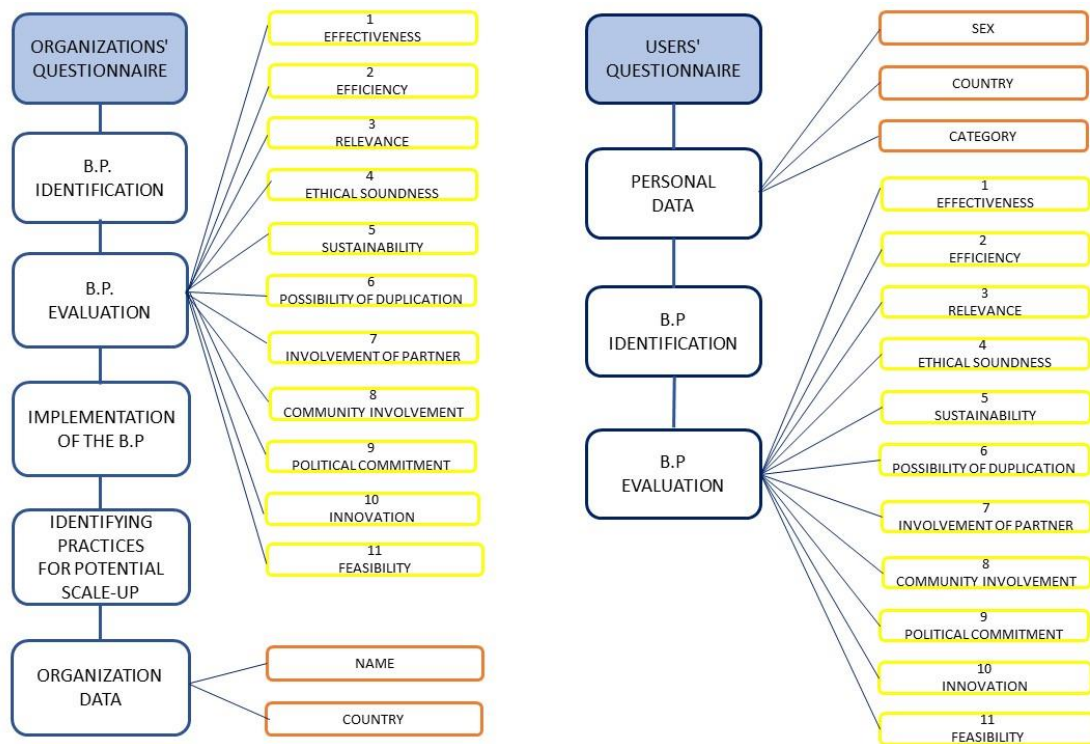 ORGANIZATIONS'
QUESTIONNAIRE
B.P.
IDENTIFICATION
B.P.
EVALUATION
IMPLEMENTATION
OF THE B.P
IDENTIFYING
PRACTICES
FOR POTENTIAL
SCALE-UP
ORGANIZATION
DATA
1
EFFECTIVENESS
2
EFFICIENCY
3
RELEVANCE
4
ETHICAL SOUNDNESS
5
SUSTAINABILITY
6
POSSIBILITY OF DUPLICATION
7
INVOLVEMENT OF PARTNER
8
COMMUNITY INVOLVEMENT
9
POLITICAL COMMITMENT
10
INNOVATION
11
FEASIBILITY
NAME
COUNTRY
USERS'
QUESTIONNAIRE
PERSONAL
DATA
B.P
IDENTIFICATION
B.P
EVALUATION
SEX
COUNTRY
CATEGORY
1
EFFECTIVENESS
2
EFFICIENCY
3
RELEVANCE
4
ETHICAL SOUNDNESS
5
SUSTAINABILITY
6
POSSIBILITY OF DUPLICATION
7
INVOLVEMENT OF PARTNER
8
COMMUNITY INVOLVEMENT
9
POLITICAL COMMITMENT
10
INNOVATION
11
FEASIBILITY